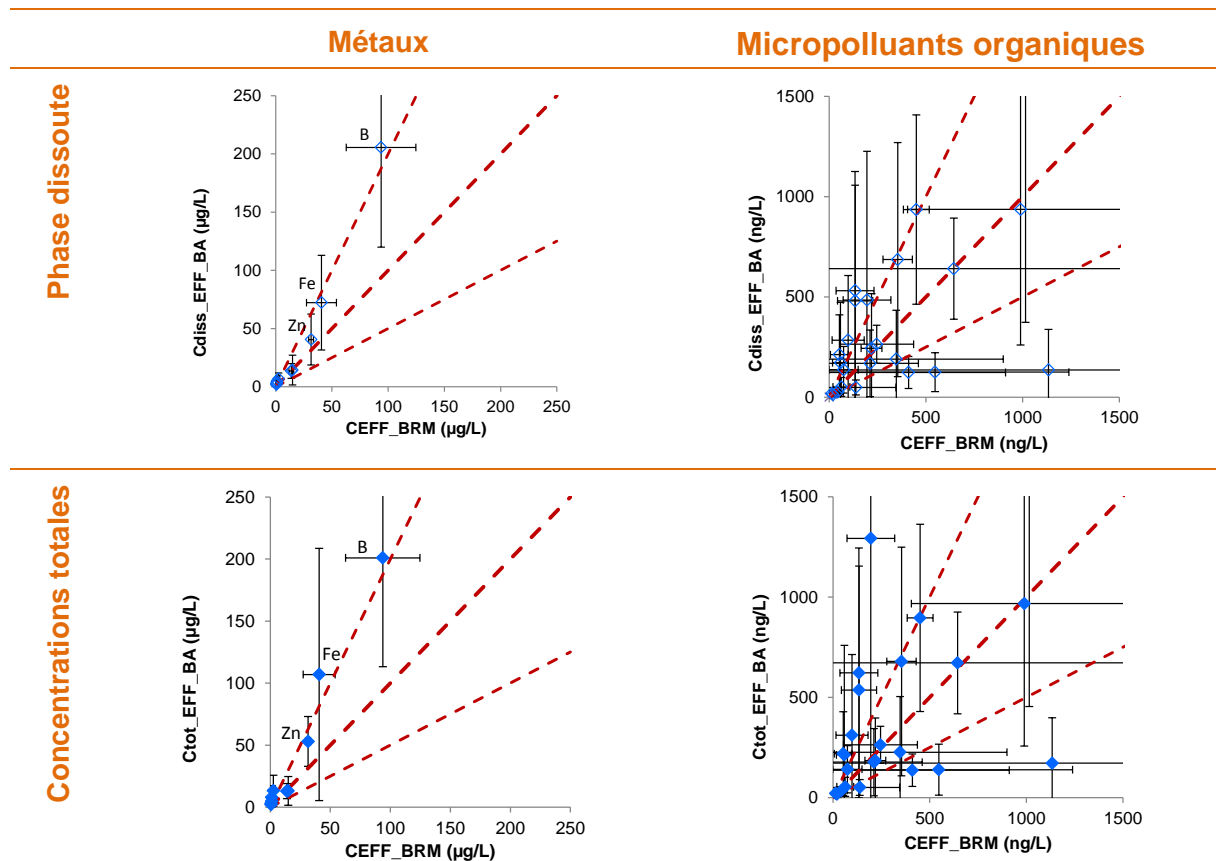 Métaux
Micropolluants organiques
Phase dissoute
250
200
150
100
50
0
B
Fe
Zn
0 50 100 150 200 250
Cdiss_EFF_BA (µg/L)
CEFF_BRM (µg/L)
1500
1000
500
0
0 500 1000 1500
Cdiss_EFF_BA (ng/L)
CEFF_BRM (ng/L)
Concentrations totales
250
200
150
100
50
0
B
Fe
Zn
0 50 100 150 200 250
Ctot_EFF_BA (µg/L)
CEFF_BRM (µg/L)
1500
1000
500
0
0 500 1000 1500
Ctot_EFF_BA (ng/L)
CEFF_BRM (ng/L)